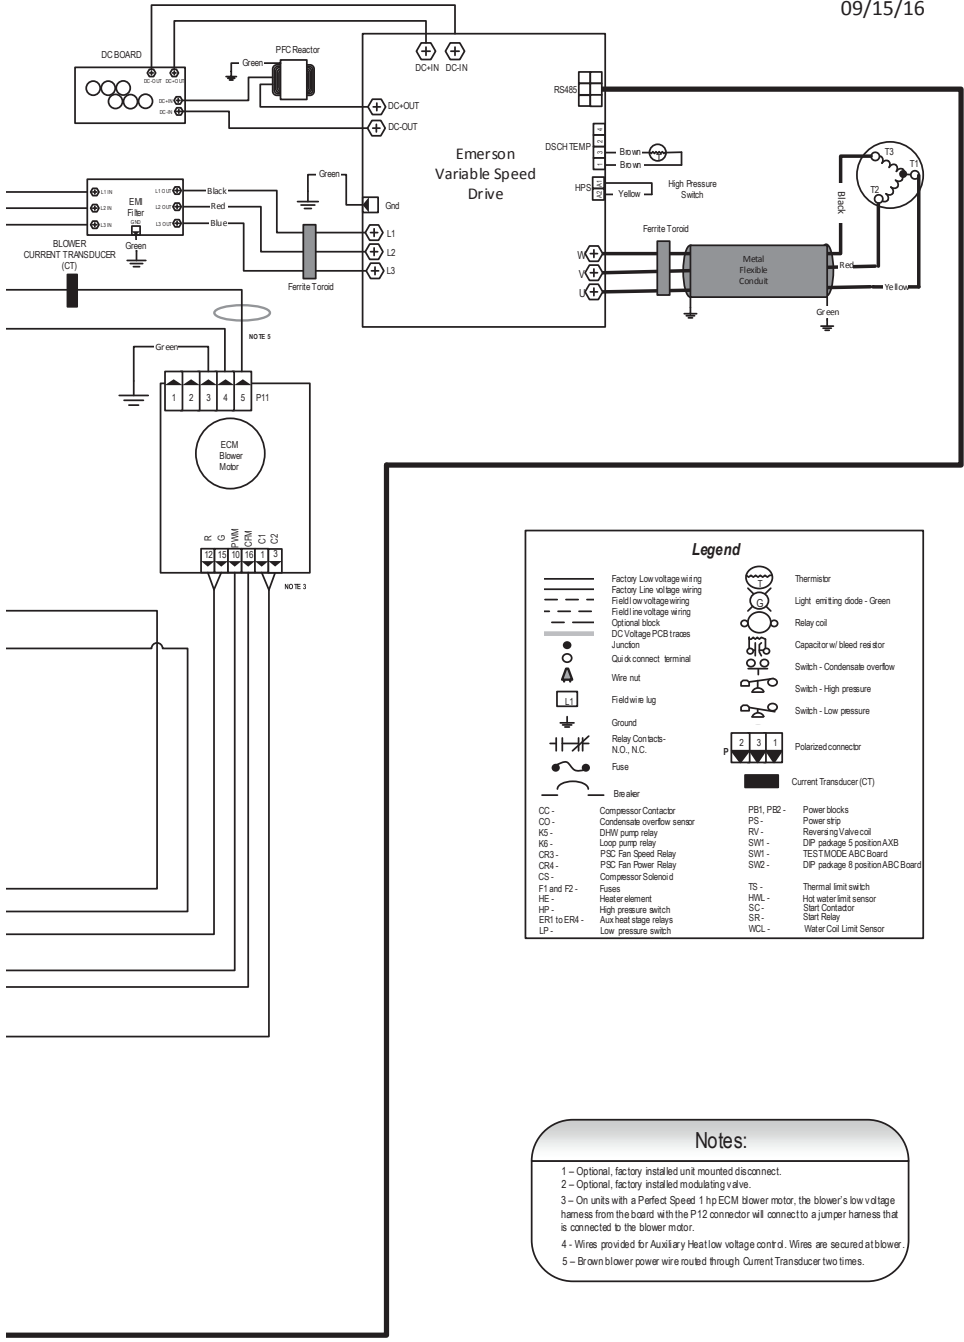 09/15/16
DC BOARD
DC-OUT
DC+OUT
DC+IN
DC-IN
Green
PFC Reactor
DC+IN
DC-IN
DC+OUT
DC-OUT
Emerson
Variable Speed
Drive
RS485
DSCH TEMP
4
2
3
1
Brown
Brown
T
HPS
A1
A2
Yellow
High Pressure
Switch
T3
T1
T2
Black
Red
Yellow
Green
L1 IN
L2 IN
L3 IN
EMI
Filter
GND
L1 OUT
L2 OUT
L3 OUT
Black
Red
Blue
Green
Green
Gnd
L1
L2
L3
Ferrite Toroid
Ferrite Toroid
W
V
U
Metal
Flexible
Conduit
BLOWER
CURRENT TRANSDUCER
(CT)
NOTE 5
Green
1 2 3 4 5
P11
ECM
Blower
Motor
R
G
PWM
CFM
C1
C2
12 15 10 16 1 3
NOTE 3
Legend
Factory Low voltage wiring
Factory Line voltage wiring
Field low voltage wiring
Field line voltage wiring
Optional block
DC Voltage PCB traces
Junction
Quick connect terminal
Wire nut
L1
Field wire lug
Ground
Relay Contacts-
N.O., N.C.
Fuse
Breaker
T
Thermistor
G
Light emitting diode - Green
Relay coil
Capacitor w/ bleed resistor
Switch - Condensate overflow
Switch - High pressure
Switch - Low pressure
P
2 3 1
Polarized connector
Current Transducer (CT)
CC - Compressor Contactor
CO - Condensate overflow sensor
K5 - DHW pump relay
K6 - Loop pump relay
CR3 - PSC Fan Speed Relay
CR4 - PSC Fan Power Relay
CS - Compressor Solenoid
F1 and F2 - Fuses
HE - Heater element
HP - High pressure switch
ER1 to ER4 - Aux heat stage relays
LP - Low pressure switch
PB1, PB2 - Power blocks
PS - Power strip
RV - Reversing Valve coil
SW1 - DIP package 5 position AXB
SW1 - TEST MODE ABC Board
SW2 - DIP package 8 position ABC Board
TS - Thermal limit switch
HWL - Hot water limit sensor
SC - Start Contactor
SR - Start Relay
WCL - Water Coil Limit Sensor
Notes:
1 – Optional, factory installed unit mounted disconnect.
2 – Optional, factory installed modulating valve.
3 – On units with a Perfect Speed 1 hp ECM blower motor, the blower's low voltage
harness from the board with the P12 connector will connect to a jumper harness that
is connected to the blower motor.
4 - Wires provided for Auxiliary Heat low voltage control. Wires are secured at blower.
5 – Brown blower power wire routed through Current Transducer two times.